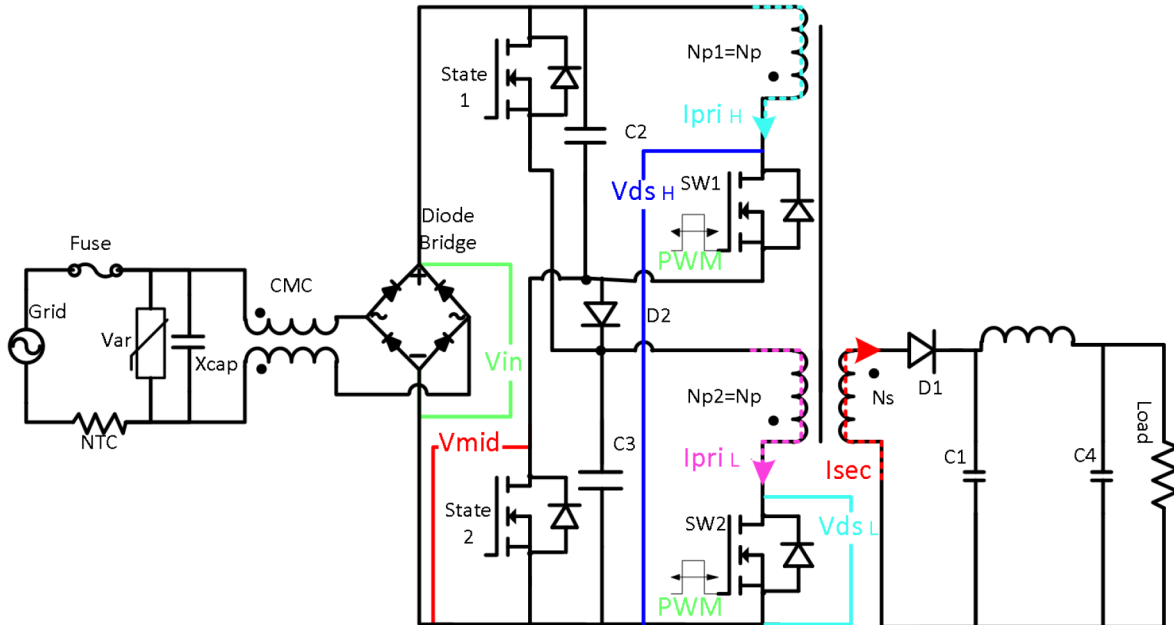 State
1
Np1=Np
Ipri H
C2
Vds H
SW1
PWM
Diode
Bridge
Fuse
CMC
Grid
Var
Xcap
NTC
Vin
D2
Vmid
Np2=Np
Ns
D1
C3
Ipri L
Isec
C1
C4
Load
State
2
SW2
Vds L
PWM